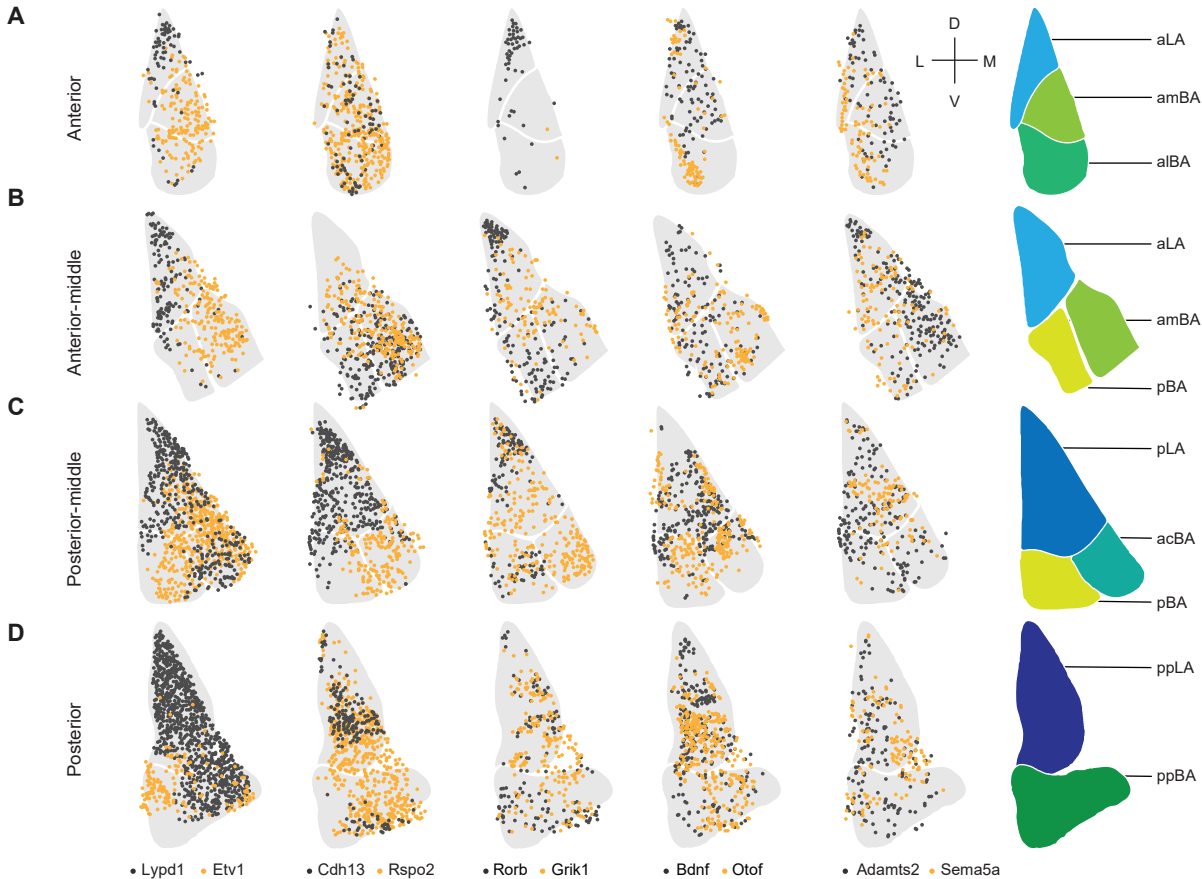 A
Anterior
D
L M
V
aLA
amBA
alBA
B
Anterior-middle
aLA
amBA
pBA
C
Posterior-middle
pLA
acBA
pBA
D
Posterior
ppLA
ppBA
Lypd1 Etv1 Cdh13 Rspo2 Rorb Grik1 Bdnf Otof Adamts2 Sema5a